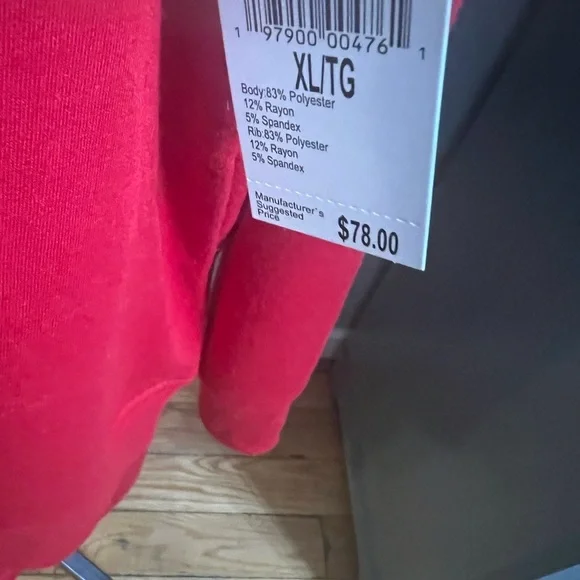 1 97900 00476 1
XL/TG
Body:83% Polyester
12% Rayon
5% Spandex
Rib:83% Polyester
12% Rayon
5% Spandex
Manufacturer's
Suggested
Price
$78.00